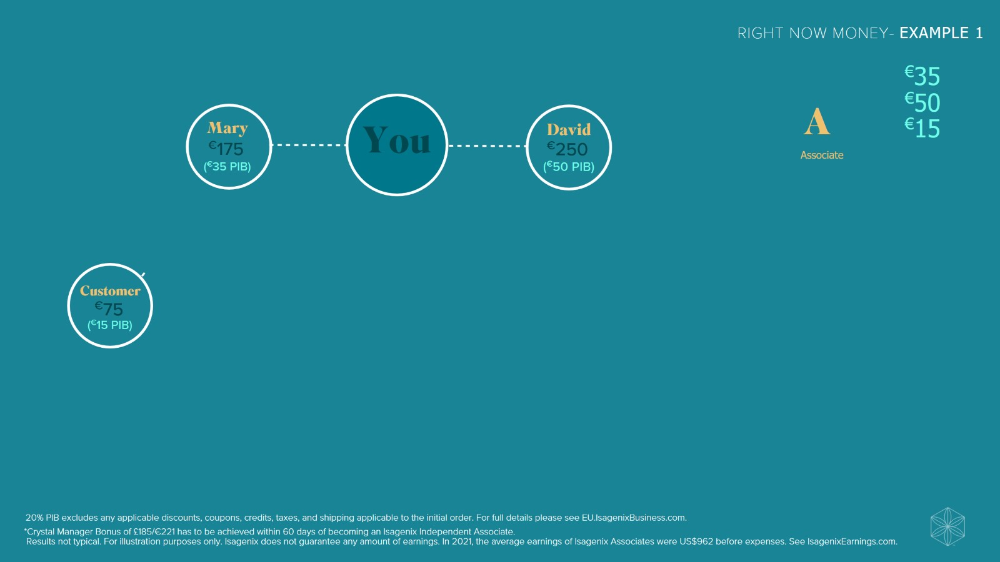 RIGHT NOW MONEY- EXAMPLE 1
€35
€50
€15
A
Associate
Mary
€175
(€35 PIB)
You
David
€250
(€50 PIB)
Customer
€75
(€15 PIB)
20% PIB excludes any applicable discounts, coupons, credits, taxes, and shipping applicable to the initial order. For full details please see EU.IsagenixBusiness.com.
*Crystal Manager Bonus of £185/€221 has to be achieved within 60 days of becoming an Isagenix Independent Associate.
Results not typical. For illustration purposes only. Isagenix does not guarantee any amount of earnings. In 2021, the average earnings of Isagenix Associates were US$962 before expenses. See IsagenixEarnings.com.